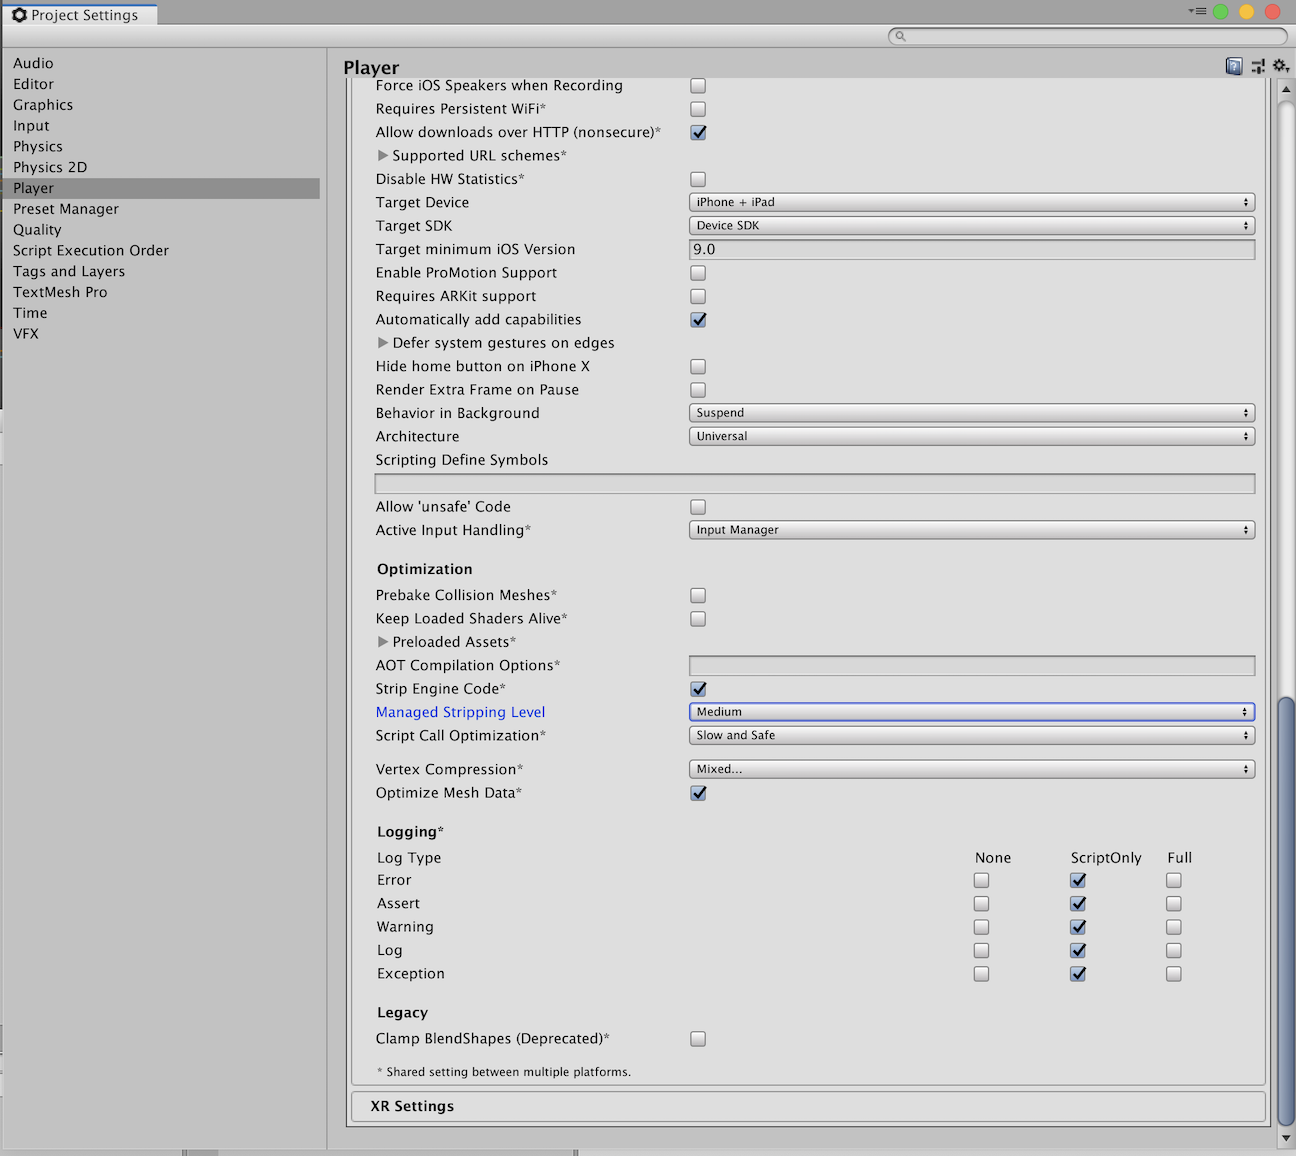 Project Settings
Audio
Editor
Graphics
Input
Physics
Physics 2D
Player
Preset Manager
Quality
Script Execution Order
Tags and Layers
TextMesh Pro
Time
VFX
Player
Force iOS Speakers when Recording
Requires Persistent WiFi*
Allow downloads over HTTP (nonsecure)*
Supported URL schemes*
Disable HW Statistics*
Target Device iPhone + iPad
Target SDK Device SDK
Target minimum iOS Version 9.0
Enable ProMotion Support
Requires ARKit support
Automatically add capabilities
Defer system gestures on edges
Hide home button on iPhone X
Render Extra Frame on Pause
Behavior in Background Suspend
Architecture Universal
Scripting Define Symbols
Allow 'unsafe' Code
Active Input Handling* Input Manager
Optimization
Prebake Collision Meshes*
Keep Loaded Shaders Alive*
Preloaded Assets*
AOT Compilation Options*
Strip Engine Code*
Managed Stripping Level Medium
Script Call Optimization* Slow and Safe
Vertex Compression* Mixed...
Optimize Mesh Data*
Logging*
Log Type None ScriptOnly Full
Error
Assert
Warning
Log
Exception
Legacy
Clamp BlendShapes (Deprecated)*
* Shared setting between multiple platforms.
XR Settings